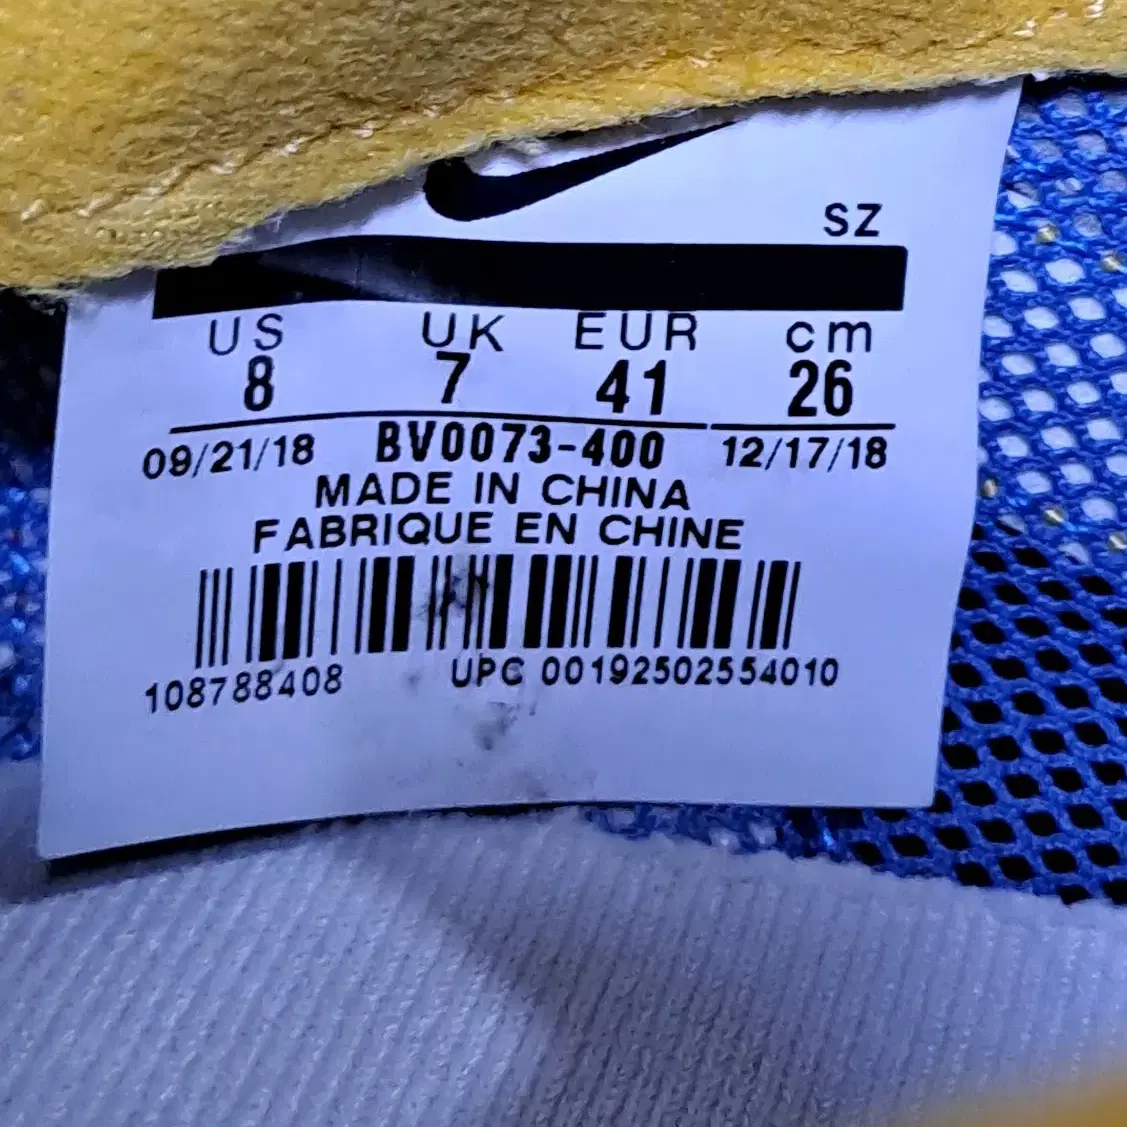 SZ
US UK EUR cm
8 7 41 26
09/21/18 BV0073-400 12/17/18
MADE IN CHINA
FABRIQUE EN CHINE
108788408 UPC 00192502554010